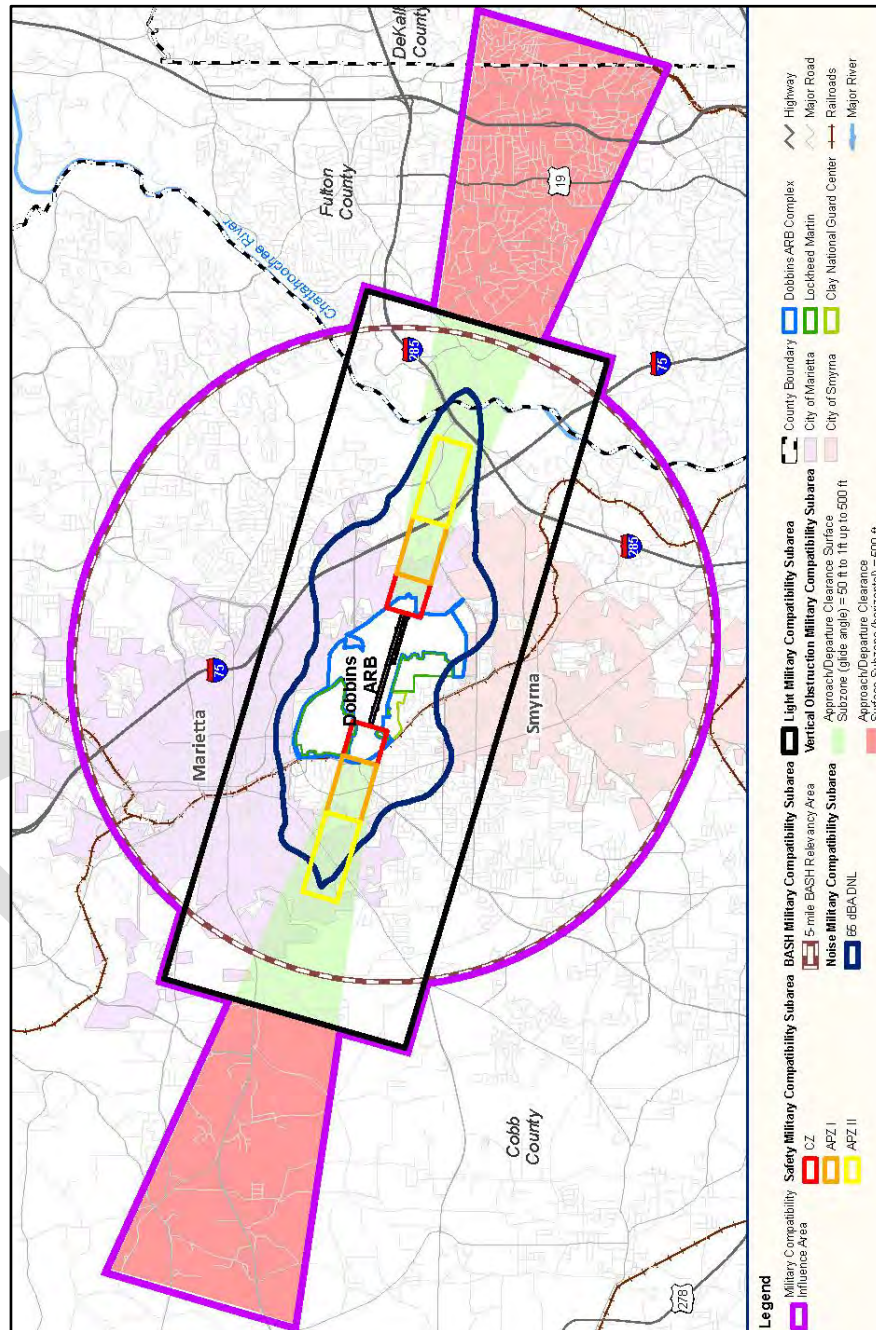 DeKalb
County
Fulton
County
Chattahoochee River
19
285
75
75
285
Marietta
Dobbins
ARB
Smyrna
Cobb
County
278
Legend
Military Compatibility
Influence Area
Safety Military Compatibility Subarea
CZ
APZ I
APZ II
BASH Military Compatibility Subarea
5-mile BASH Relevancy Area
Noise Military Compatibility Subarea
65 dBA DNL
Light Military Compatibility Subarea
Vertical Obstruction Military Compatibility Subarea
Approach/Departure Clearance Surface
Subzone (glide angle) = 50 ft to 1ft up to 500 ft
Approach/Departure Clearance
Surface Subzone (horizontal) = 500 ft
County Boundary
City of Marietta
City of Smyrna
Dobbins ARB Complex
Lockheed Martin
Clay National Guard Center
Highway
Major Road
Railroads
Major River